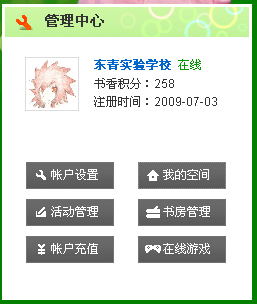 管理中心
东青实验学校 在线
书香积分：258
注册时间：2009-07-03
帐户设置 我的空间
活动管理 书房管理
帐户充值 在线游戏